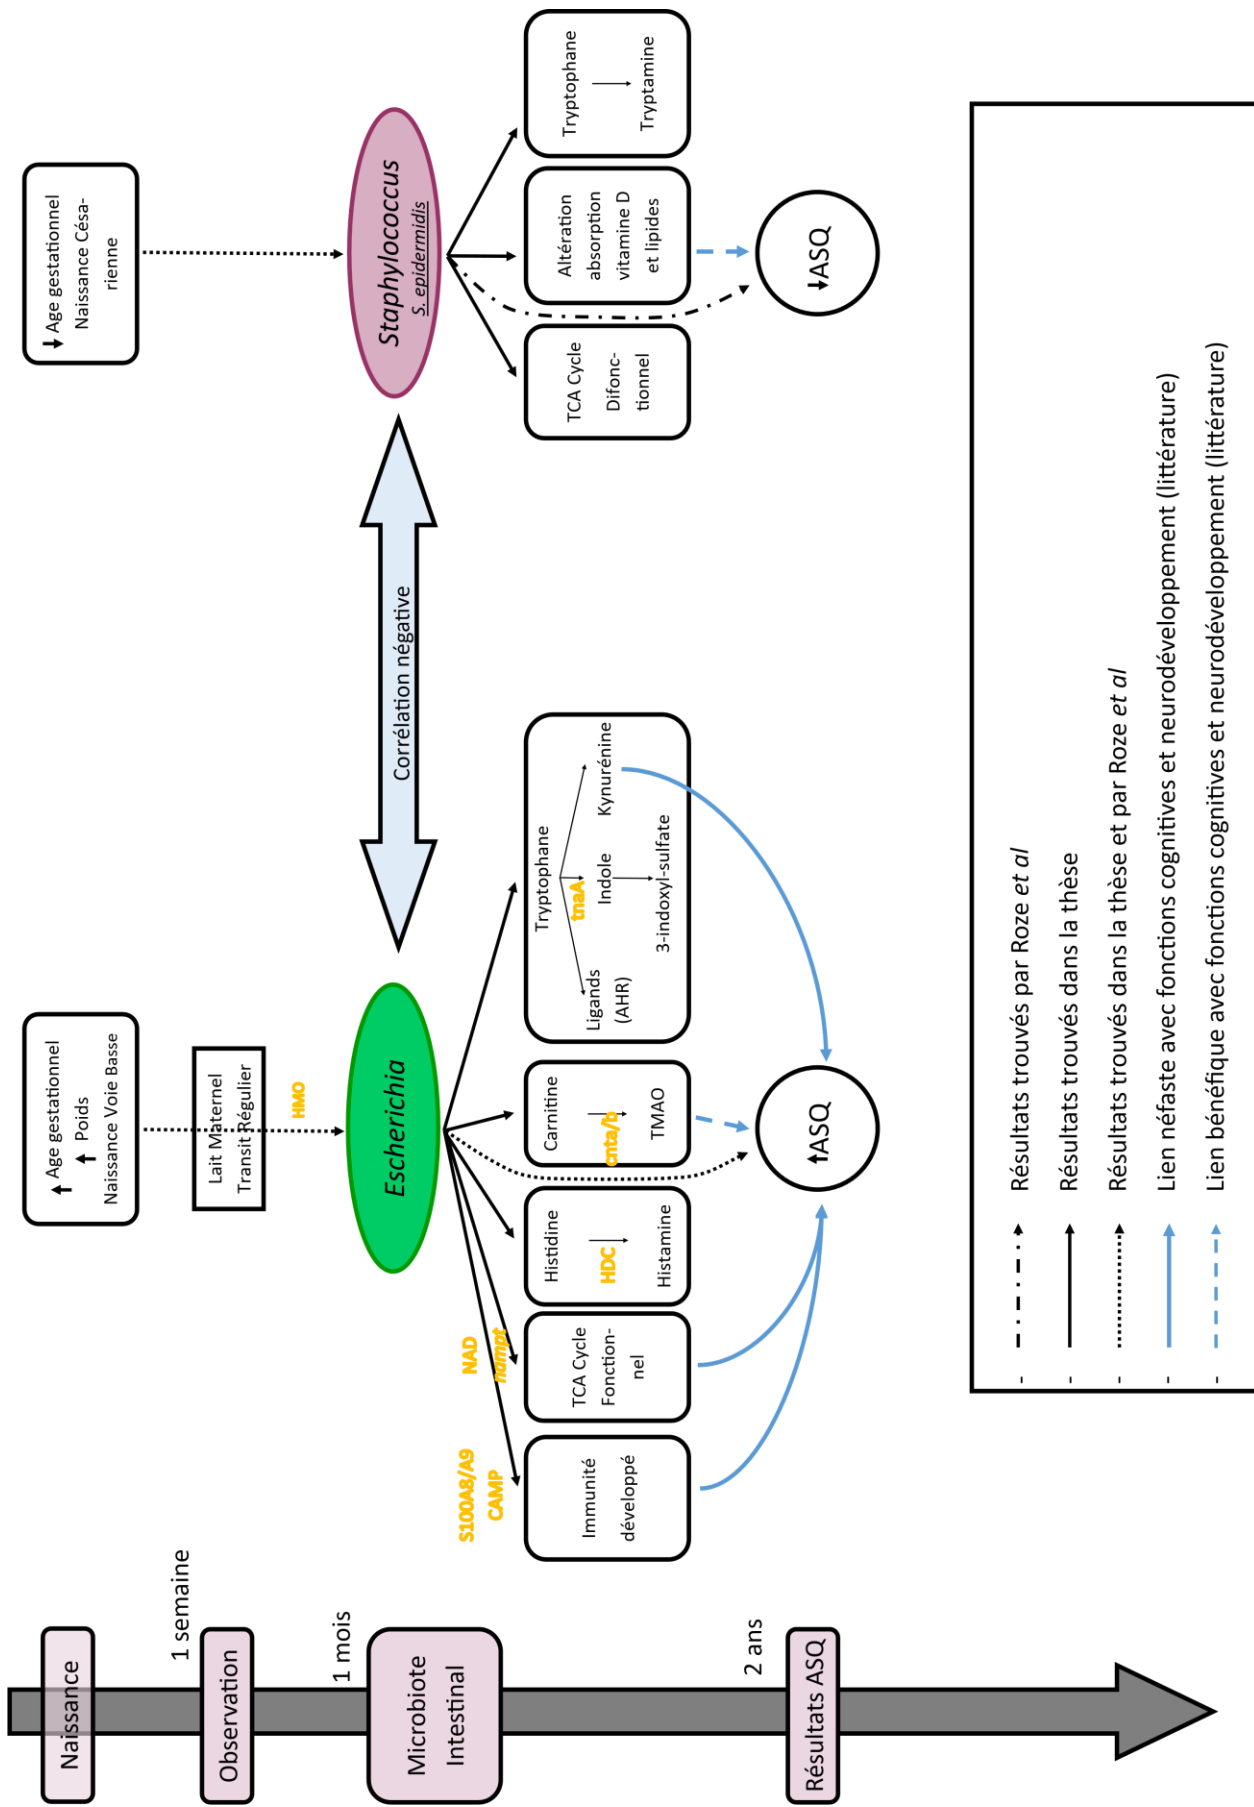 Naissance
1 semaine
Observation
1 mois
Microbiote
Intestinal
2 ans
Résultats ASQ
Age gestationnel
Poids
Naissance Voie Basse
Lait Maternel
Transit Régulier
HMO
Escherichia
S100A8/A9
CAMP
NAD
nampt
Immunité
développé
TCA Cycle
Fonction-
nel
Histidine
HDC
Histamine
Carnitine
cnta/b
TMAO
Tryptophane
tnaA
Ligands
(AHR)
Indole
Kynurénine
3-indoxyl-sulfate
↑ASQ
Corrélation négative
Age gestationnel
Naissance Césa-
rienne
Staphylococcus
S. epidermidis
TCA Cycle
Difonc-
tionnel
Altération
absorption
vitamine D
et lipides
Tryptophane
Tryptamine
↓ASQ
- Résultats trouvés par Roze et al
- Résultats trouvés dans la thèse
- Résultats trouvés dans la thèse et par Roze et al
- Lien néfaste avec fonctions cognitives et neurodéveloppement (littérature)
- Lien bénéfique avec fonctions cognitives et neurodéveloppement (littérature)